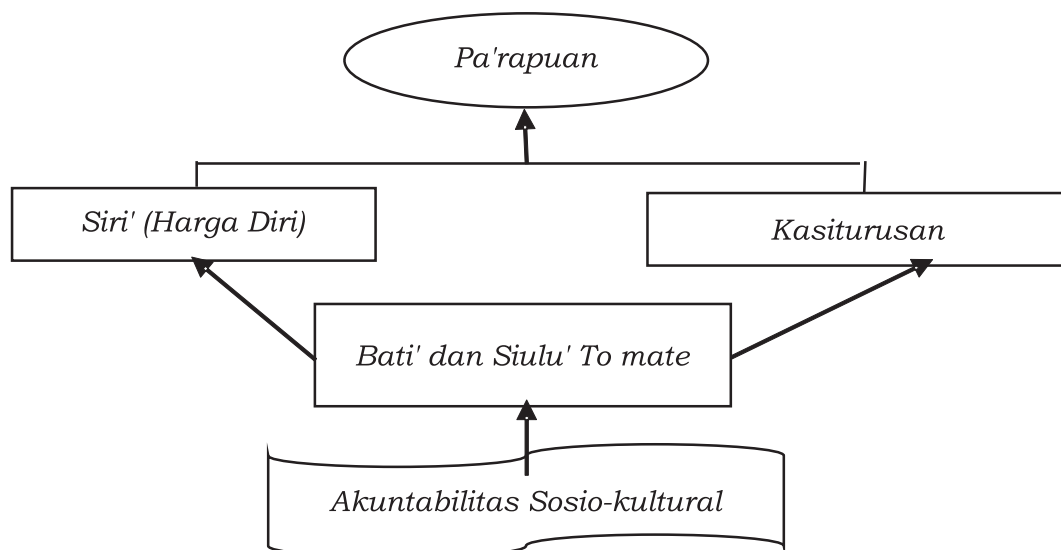 Pa'rapuan
Siri' (Harga Diri)
Kasiturusan
Bati' dan Siulu' To mate
Akuntabilitas Sosio-kultural